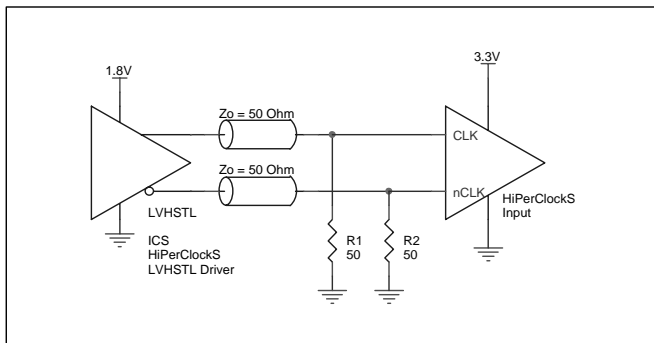 1.8V
3.3V
Zo = 50 Ohm
CLK
Zo = 50 Ohm
nCLK
HiPerClockS
Input
LVHSTL
ICS
HiPerClockS
LVHSTL Driver
R1
50
R2
50